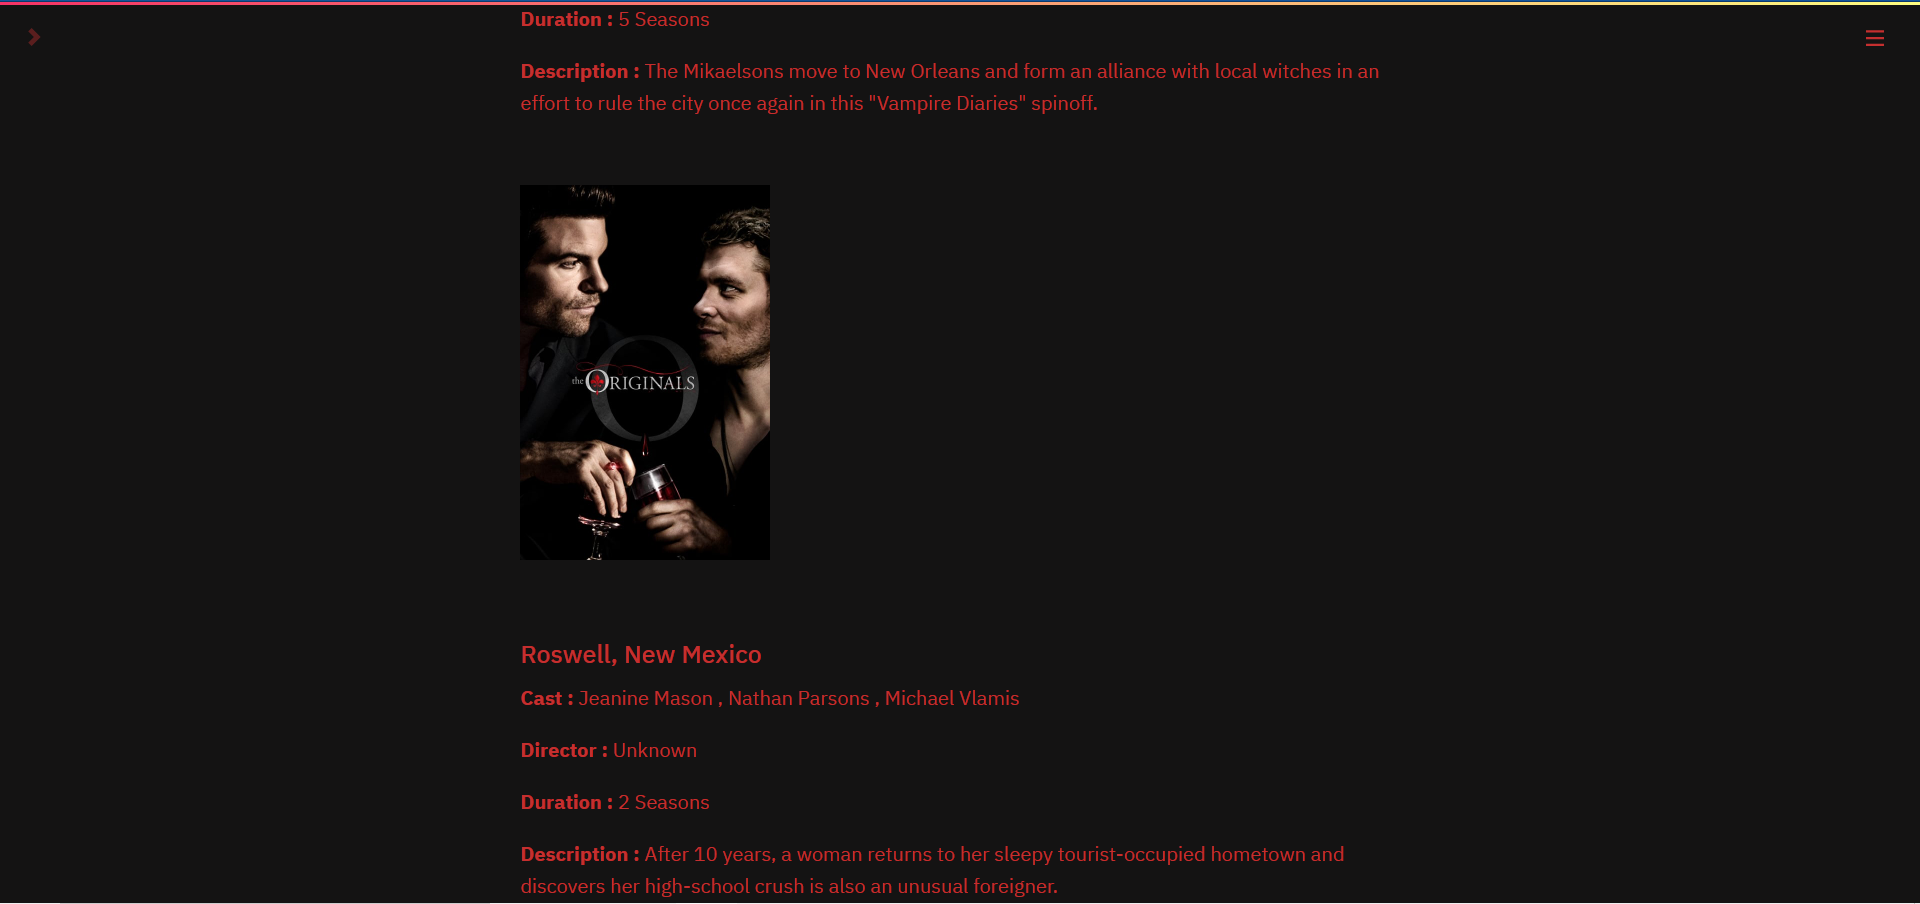 Duration : 5 Seasons
Description : The Mikaelsons move to New Orleans and form an alliance with local witches in an
effort to rule the city once again in this "Vampire Diaries" spinoff.
the ORIGINALS
Roswell, New Mexico
Cast : Jeanine Mason , Nathan Parsons , Michael Vlamis
Director : Unknown
Duration : 2 Seasons
Description : After 10 years, a woman returns to her sleepy tourist-occupied hometown and
discovers her high-school crush is also an unusual foreigner.